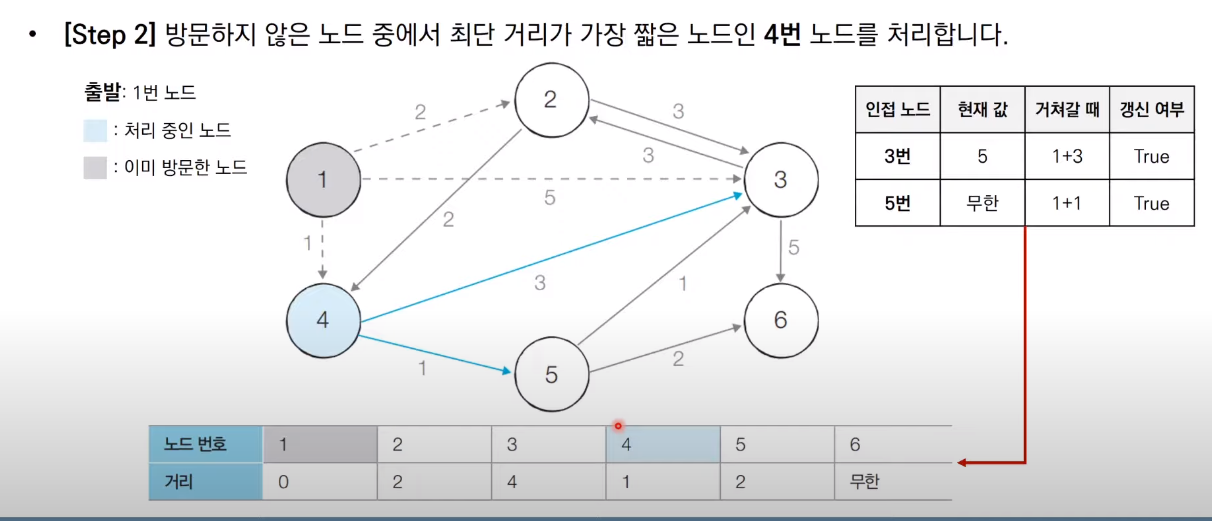 • [Step 2] 방문하지 않은 노드 중에서 최단 거리가 가장 짧은 노드인 4번 노드를 처리합니다.
출발: 1번 노드
: 처리 중인 노드
: 이미 방문한 노드
인접 노드 현재 값 거쳐갈 때 갱신 여부
3번 5 1+3 True
5번 무한 1+1 True
2
2
3
3
1
5
3
1
2
5
3
1
4
6
1
5
2
노드 번호 1 2 3 4 5 6
거리 0 2 4 1 2 무한